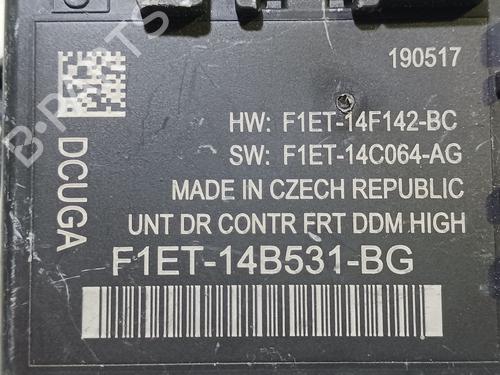 190517
DCUGA
HW: F1ET-14F142-BC
SW: F1ET-14C064-AG
MADE IN CZECH REPUBLIC
UNT DR CONTR FRT DDM HIGH
F1ET-14B531-BG
B-PARTS